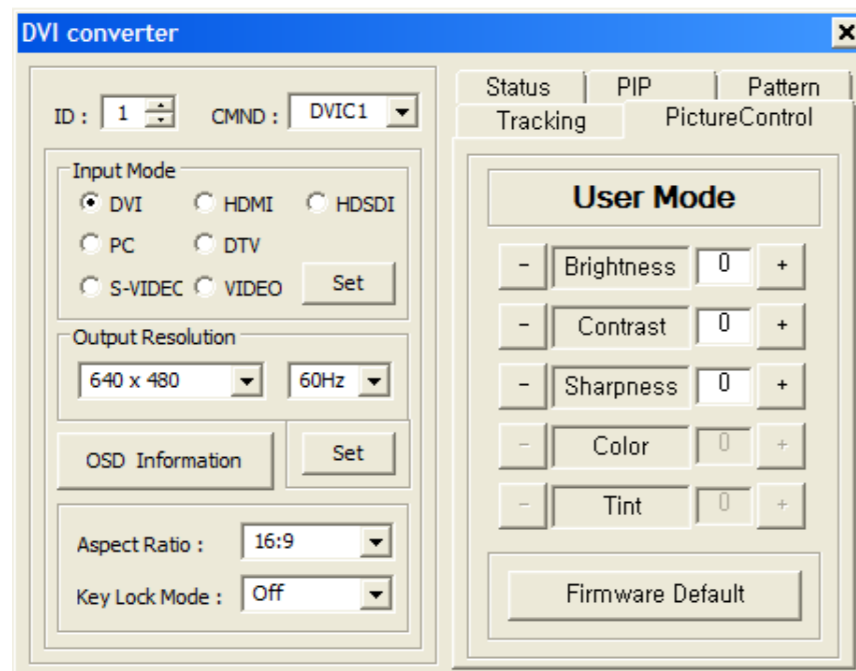 DVI converter
ID : 1 CMND : DVIC1
Input Mode
DVI HDMI HDSDI
PC DTV
S-VIDEC VIDEO Set
Output Resolution
640 x 480 60Hz
OSD Information Set
Aspect Ratio : 16:9
Key Lock Mode : Off
Status PIP Pattern
Tracking PictureControl
User Mode
- Brightness 0 +
- Contrast 0 +
- Sharpness 0 +
- Color 0 +
- Tint 0 +
Firmware Default